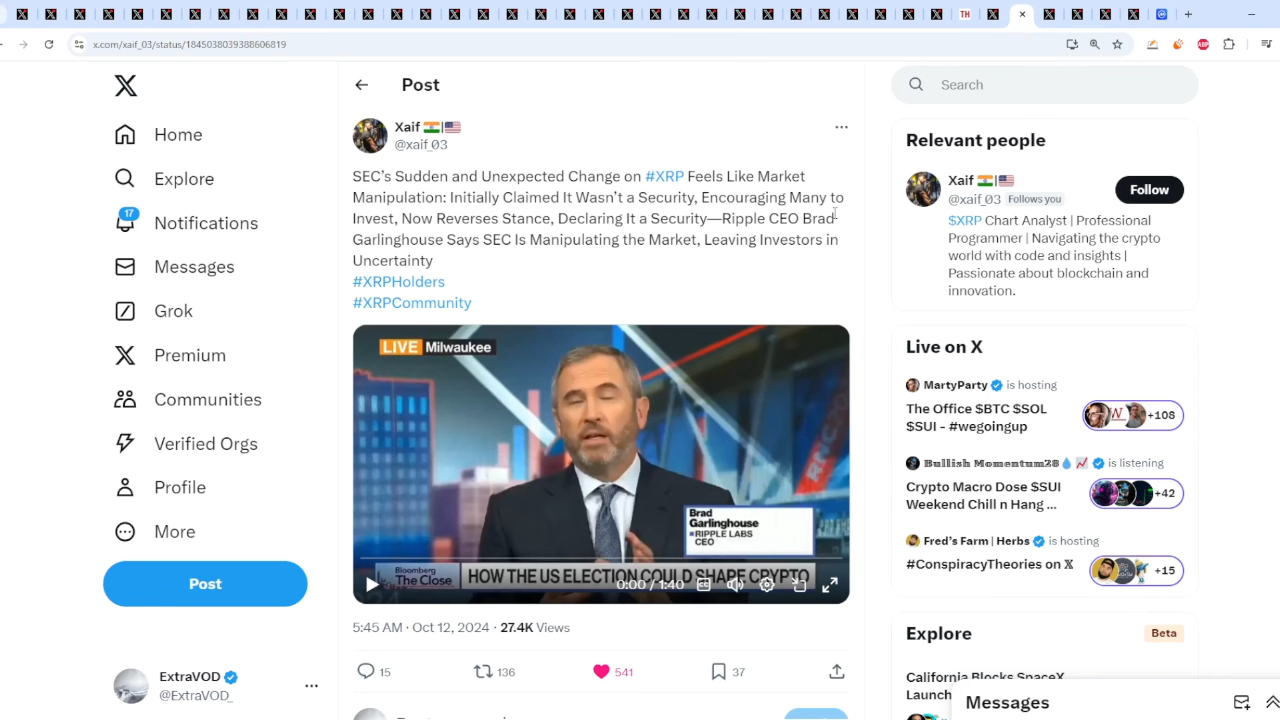 x.com/xaif_03/status/1845038039388606819
Home
Explore
17
Notifications
Messages
Grok
Premium
Communities
Verified Orgs
Profile
More
Post
ExtraVOD
@ExtraVOD_
Post
Xaif 🇮🇳|🇺🇸
@xaif_03
SEC’s Sudden and Unexpected Change on #XRP Feels Like Market
Manipulation: Initially Claimed It Wasn’t a Security, Encouraging Many to
Invest, Now Reverses Stance, Declaring It a Security—Ripple CEO Brad
Garlinghouse Says SEC Is Manipulating the Market, Leaving Investors in
Uncertainty
#XRPHolders
#XRPCommunity
LIVE Milwaukee
Brad
Garlinghouse
RIPPLE LABS
CEO
Bloomberg
The Close
HOW THE US ELECTION COULD SHAPE CRYPTO
0:00 / 1:40
5:45 AM · Oct 12, 2024 · 27.4K Views
15
136
541
37
Search
Relevant people
Xaif 🇮🇳|🇺🇸
@xaif_03 Follows you
Follow
$XRP Chart Analyst | Professional
Programmer | Navigating the crypto
world with code and insights |
Passionate about blockchain and
innovation.
Live on X
MartyParty is hosting
The Office $BTC $SOL
$SUI - #wegoingup
+108
𝔹𝕦𝕝𝕝𝕚𝕤𝕙 𝕄𝕠𝕞𝕖𝕟𝕥𝕦𝕞𝟚𝟠💧📈 is listening
Crypto Macro Dose $SUI
Weekend Chill n Hang ...
+42
Fred’s Farm | Herbs is hosting
#ConspiracyTheories on 𝕏
+15
Explore
Beta
California Blocks SpaceX
Launch
Messages